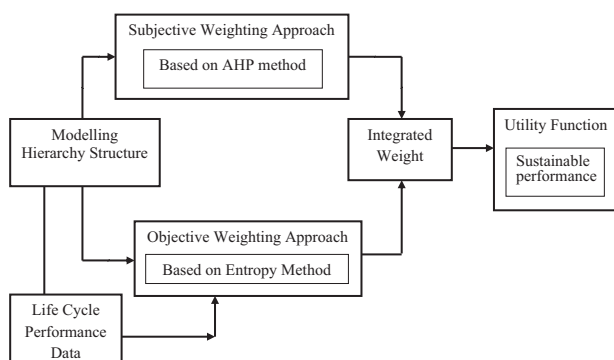 Subjective Weighting Approach
Based on AHP method
Modelling
Hierarchy Structure
Integrated
Weight
Utility Function
Sustainable
performance
Objective Weighting Approach
Based on Entropy Method
Life Cycle
Performance
Data